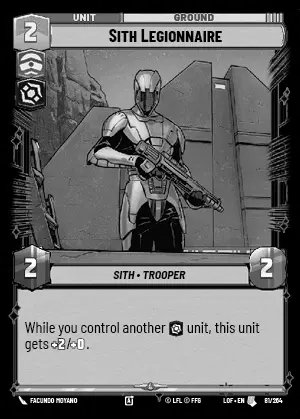 UNIT
GROUND
2
SITH LEGIONNAIRE
2
2
SITH • TROOPER
While you control another unit, this unit
gets +2/+0.
FACUNDO MOYANO
© LFL © FFG
LOF • EN
81/264